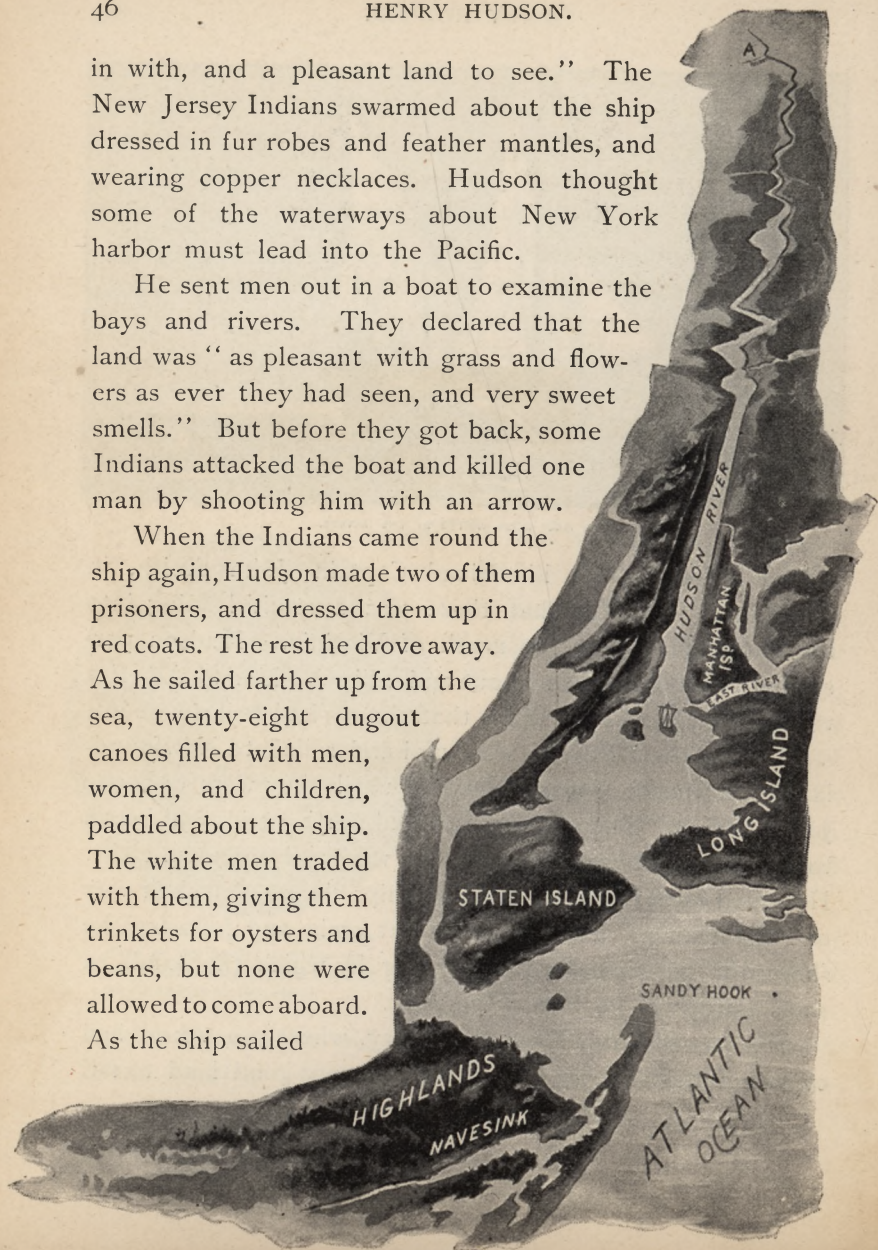 46
HENRY HUDSON.
in with, and a pleasant land to see." The
New Jersey Indians swarmed about the ship
dressed in fur robes and feather mantles, and
wearing copper necklaces. Hudson thought
some of the waterways about New York
harbor must lead into the Pacific.
He sent men out in a boat to examine the
bays and rivers. They declared that the
land was " as pleasant with grass and flow-
ers as ever they had seen, and very sweet
smells." But before they got back, some
Indians attacked the boat and killed one
man by shooting him with an arrow.
When the Indians came round the
ship again, Hudson made two of them
prisoners, and dressed them up in
red coats. The rest he drove away.
As he sailed farther up from the
sea, twenty-eight dugout
canoes filled with men,
women, and children,
paddled about the ship.
The white men traded
with them, giving them
trinkets for oysters and
beans, but none were
allowed to come aboard.
As the ship sailed
A
HUDSON RIVER
MANHATTAN
ISP
EAST RIVER
LONG ISLAND
STATEN ISLAND
SANDY HOOK
ATLANTIC
OCEAN
HIGHLANDS
NAVESINK